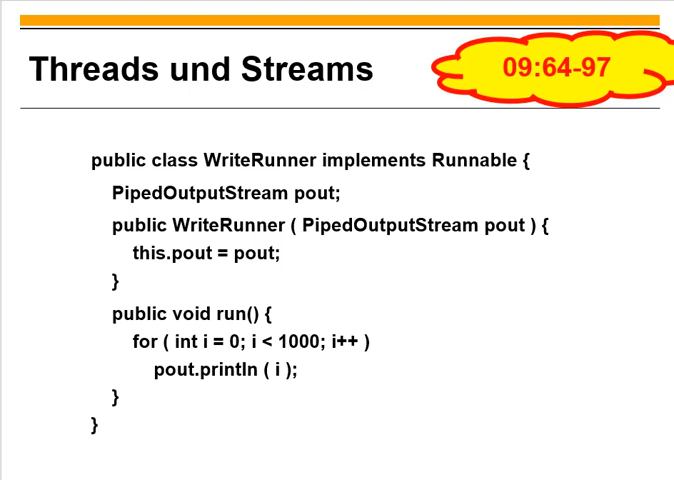 Threads und Streams
09:64-97
public class WriteRunner implements Runnable {
PipedOutputStream pout;
public WriteRunner ( PipedOutputStream pout ) {
this.pout = pout;
}
public void run() {
for ( int i = 0; i < 1000; i++ )
pout.println ( i );
}
}